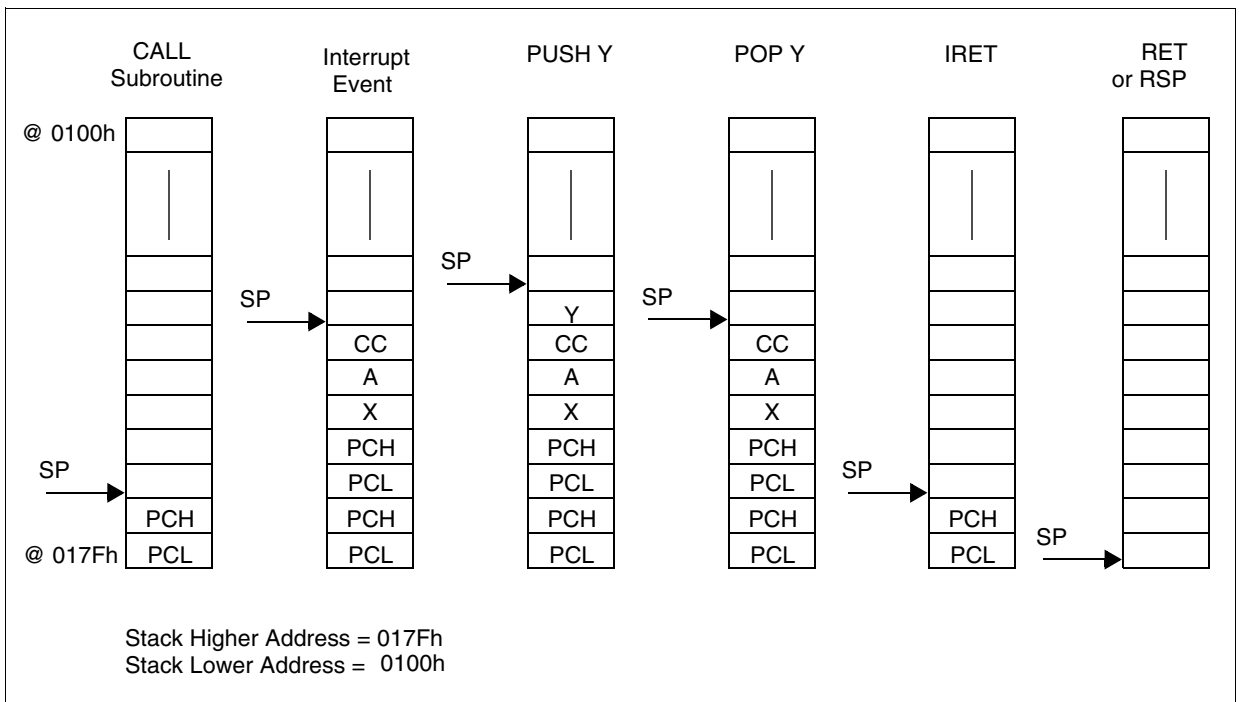 CALL
Subroutine
Interrupt
Event
PUSH Y
POP Y
IRET
RET
or RSP
@ 0100h
SP
SP
SP
Y
CC
CC
CC
A
A
A
X
X
X
PCH
PCH
PCH
SP
PCL
PCL
PCL
SP
PCH
PCH
PCH
PCH
PCH
SP
@ 017Fh
PCL
PCL
PCL
PCL
PCL
Stack Higher Address = 017Fh
Stack Lower Address = 0100h